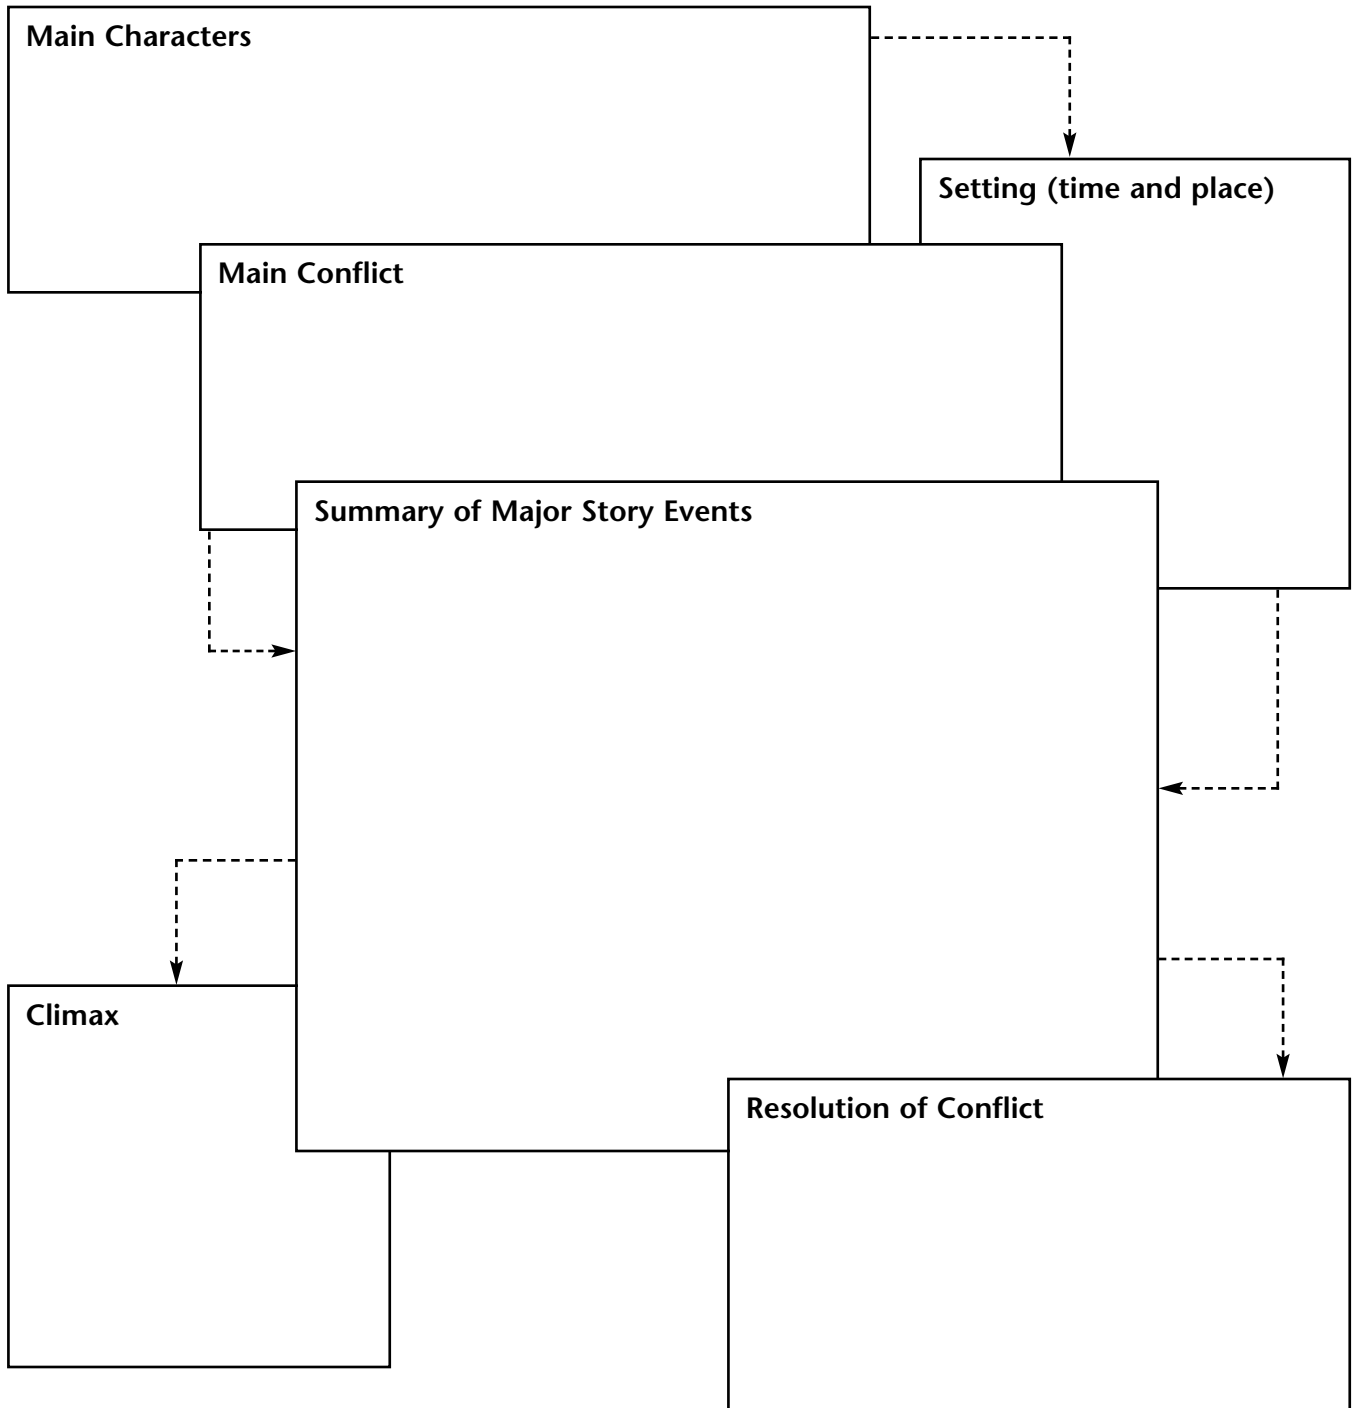 Main Characters
Setting (time and place)
Main Conflict
Summary of Major Story Events
Climax
Resolution of Conflict